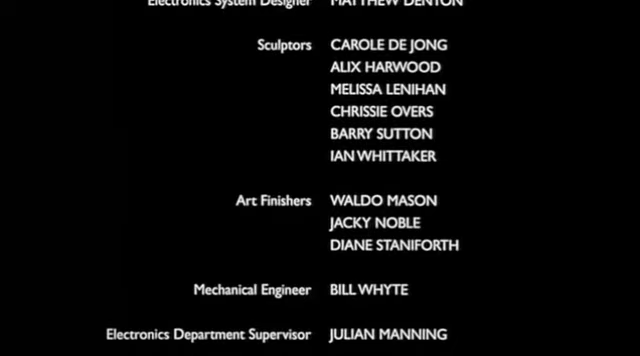 Electronics System Designer MATTHEW DENTON
Sculptors CAROLE DE JONG
ALIX HARWOOD
MELISSA LENIHAN
CHRISSIE OVERS
BARRY SUTTON
IAN WHITTAKER
Art Finishers WALDO MASON
JACKY NOBLE
DIANE STANIFORTH
Mechanical Engineer BILL WHYTE
Electronics Department Supervisor JULIAN MANNING